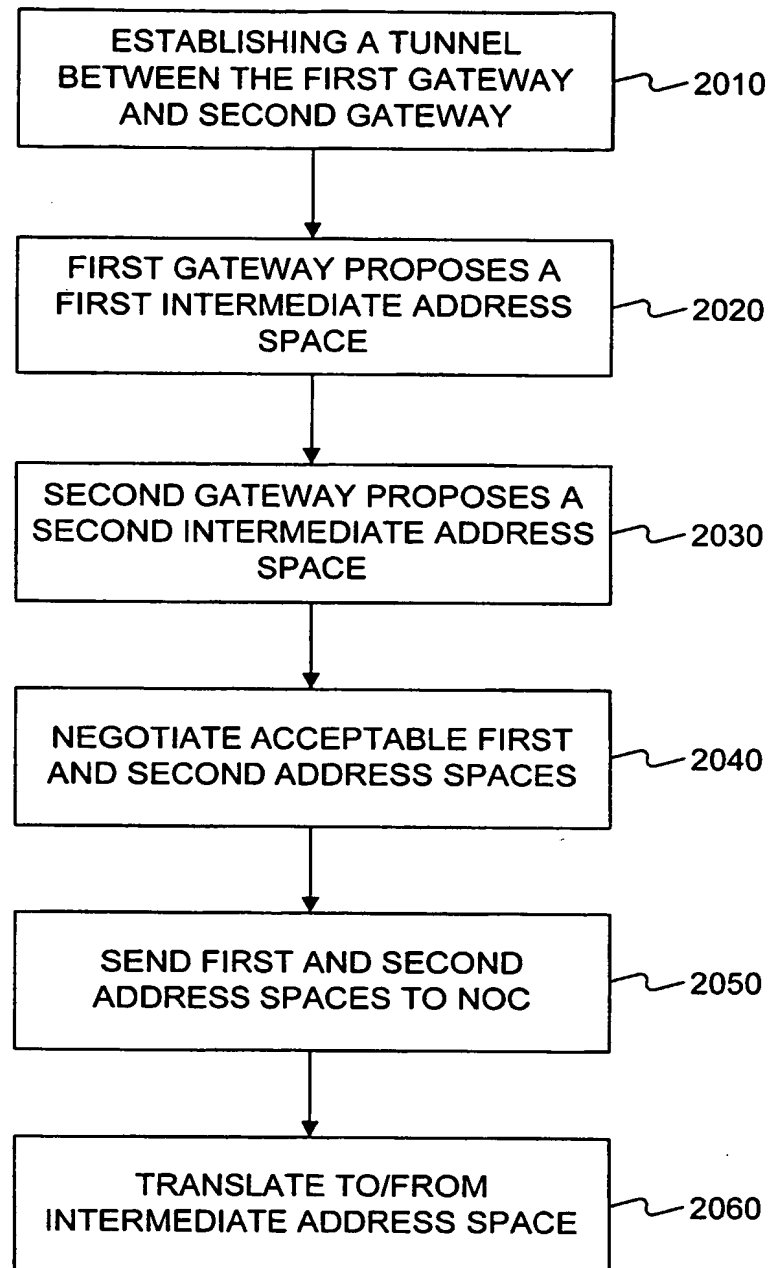 ESTABLISHING A TUNNEL
BETWEEN THE FIRST GATEWAY
AND SECOND GATEWAY
2010
FIRST GATEWAY PROPOSES A
FIRST INTERMEDIATE ADDRESS
SPACE
2020
SECOND GATEWAY PROPOSES A
SECOND INTERMEDIATE ADDRESS
SPACE
2030
NEGOTIATE ACCEPTABLE FIRST
AND SECOND ADDRESS SPACES
2040
SEND FIRST AND SECOND
ADDRESS SPACES TO NOC
2050
TRANSLATE TO/FROM
INTERMEDIATE ADDRESS SPACE
2060